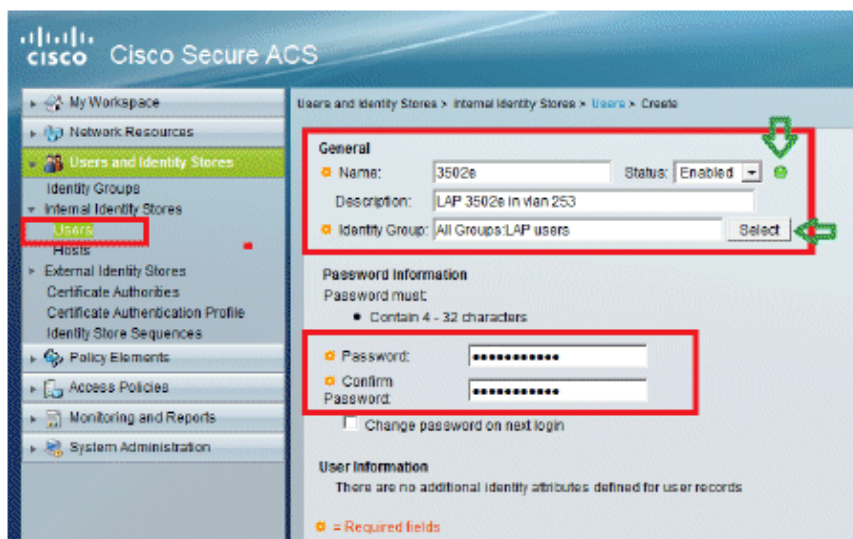 CISCO Cisco Secure ACS
My Workspace
Network Resources
Users and Identity Stores
Identity Groups
Internal Identity Stores
Users
Hosts
External Identity Stores
Certificate Authorities
Certificate Authentication Profile
Identity Store Sequences
Policy Elements
Access Policies
Monitoring and Reports
System Administration
Users and Identity Stores > Internal Identity Stores > Users > Create
General
Name: 3502e Status: Enabled
Description: LAP 3502e in vlan 253
Identity Group: All Groups:LAP users Select
Password Information
Password must:
• Contain 4 - 32 characters
Password: •••••••••••
Confirm
Password: •••••••••••
Change password on next login
User Information
There are no additional identity attributes defined for user records
= Required fields